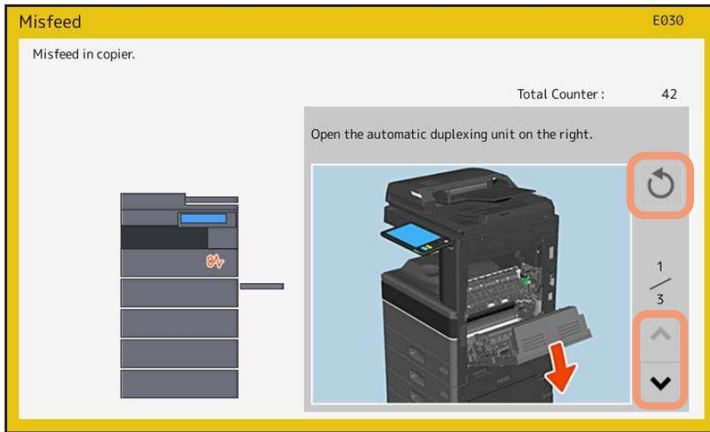 Misfeed
E030
Misfeed in copier.
Total Counter : 42
Open the automatic duplexing unit on the right.
1
3